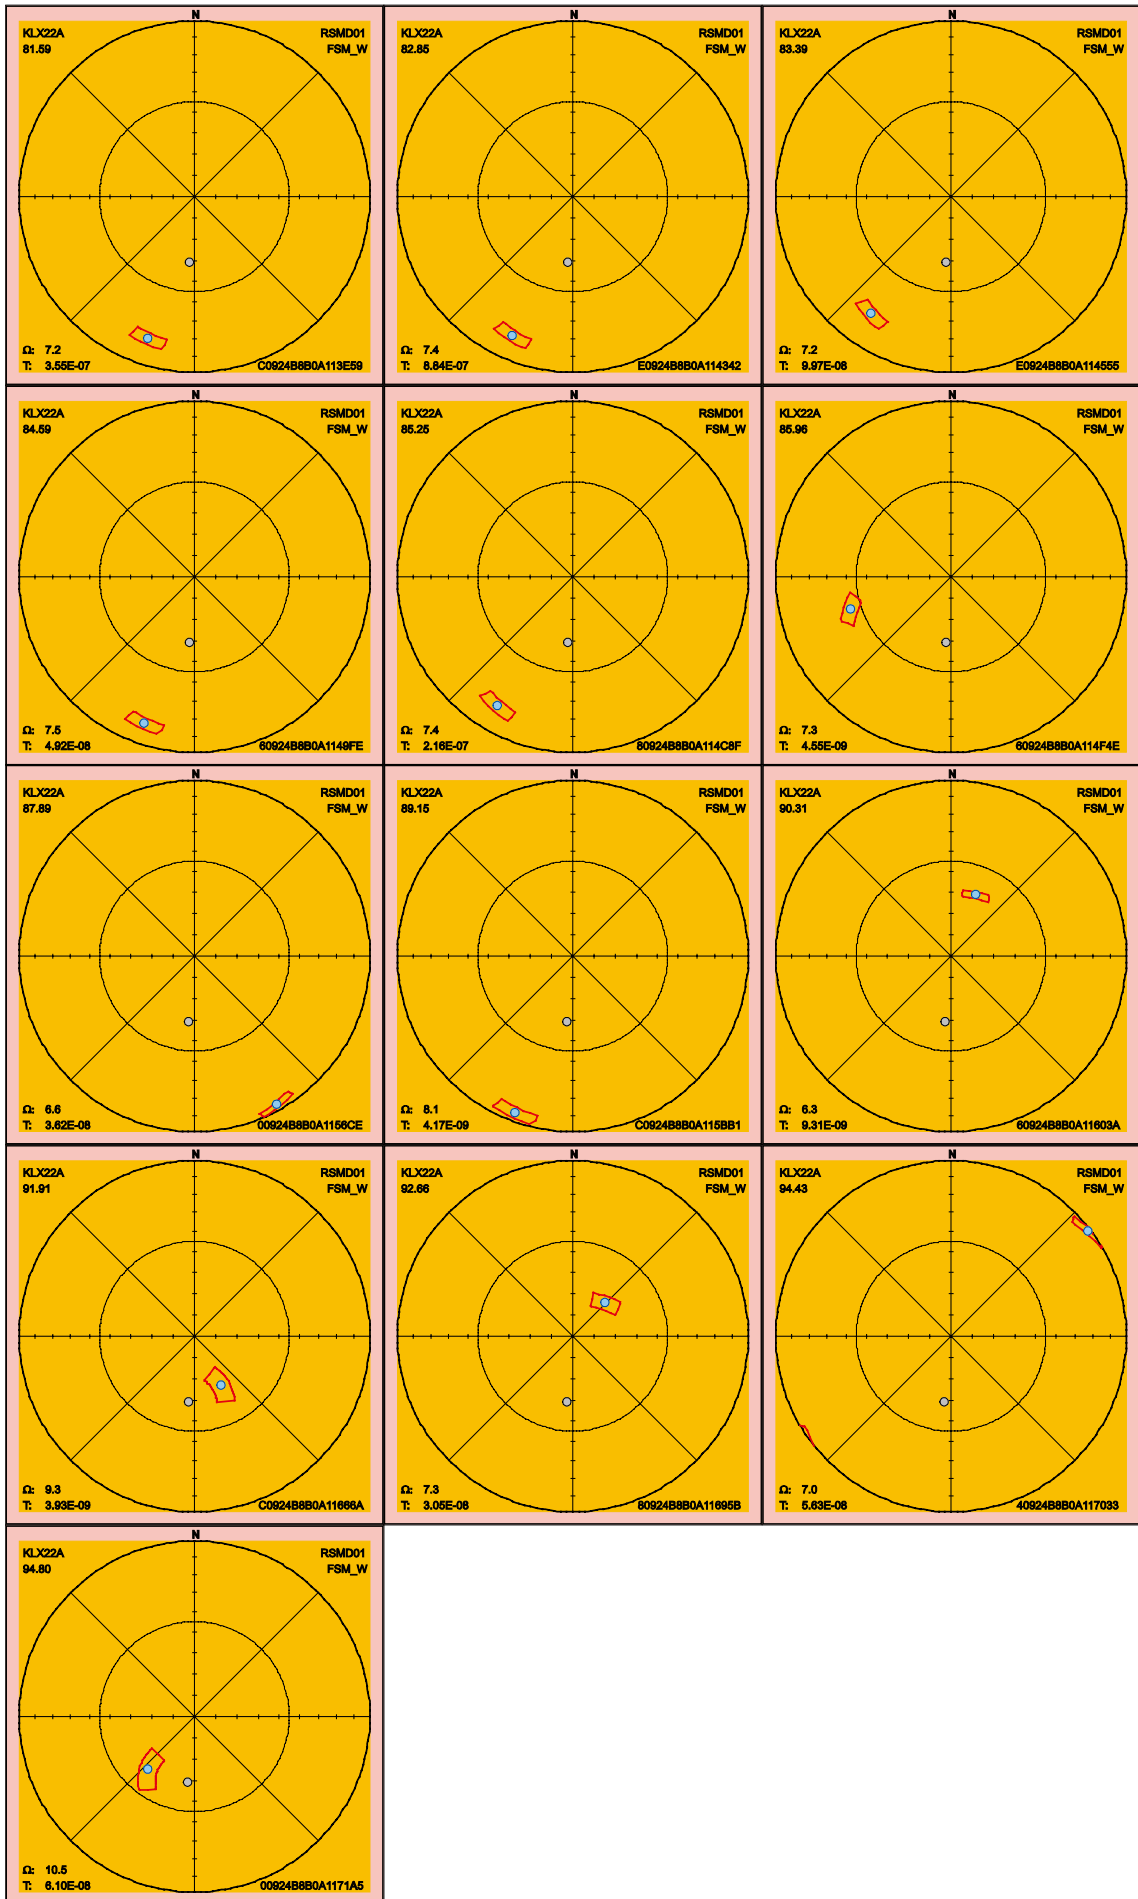 N
KLX22A RSMD01
81.59 FSM_W
Ω: 7.2
T: 3.55E-07 C0924B8B0A113E59
N
KLX22A RSMD01
82.85 FSM_W
Ω: 7.4
T: 8.84E-07 E0924B8B0A114342
N
KLX22A RSMD01
83.39 FSM_W
Ω: 7.2
T: 9.97E-08 E0924B8B0A114555
N
KLX22A RSMD01
84.59 FSM_W
Ω: 7.5
T: 4.92E-08 60924B8B0A1149FE
N
KLX22A RSMD01
85.25 FSM_W
Ω: 7.4
T: 2.16E-07 80924B8B0A114C8F
N
KLX22A RSMD01
85.96 FSM_W
Ω: 7.3
T: 4.55E-09 60924B8B0A114F4E
N
KLX22A RSMD01
87.89 FSM_W
Ω: 6.6
T: 3.62E-08 00924B8B0A1156CE
N
KLX22A RSMD01
89.15 FSM_W
Ω: 8.1
T: 4.17E-09 C0924B8B0A115BB1
N
KLX22A RSMD01
90.31 FSM_W
Ω: 6.3
T: 9.31E-09 60924B8B0A11603A
N
KLX22A RSMD01
91.91 FSM_W
Ω: 9.3
T: 3.93E-09 C0924B8B0A11666A
N
KLX22A RSMD01
92.66 FSM_W
Ω: 7.3
T: 3.05E-08 80924B8B0A11695B
N
KLX22A RSMD01
94.43 FSM_W
Ω: 7.0
T: 5.63E-08 40924B8B0A117033
N
KLX22A RSMD01
94.80 FSM_W
Ω: 10.5
T: 6.10E-08 00924B8B0A1171A5